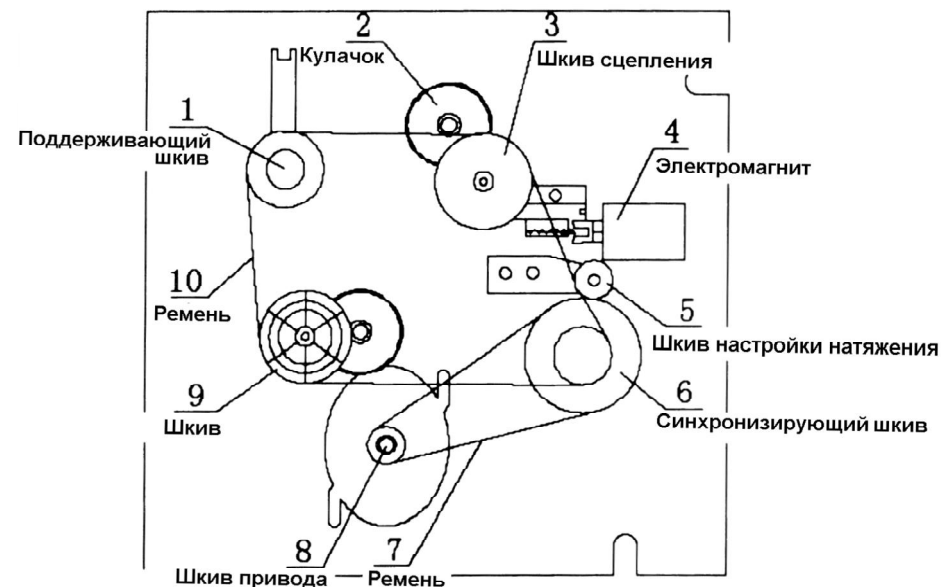 2
Кулачок
3
Шкив сцепления
1
Поддерживающий
шкив
4
Электромагнит
10
Ремень
5
Шкив настройки натяжения
9
Шкив
6
Синхронизирующий шкив
8
Шкив привода
7
Ремень